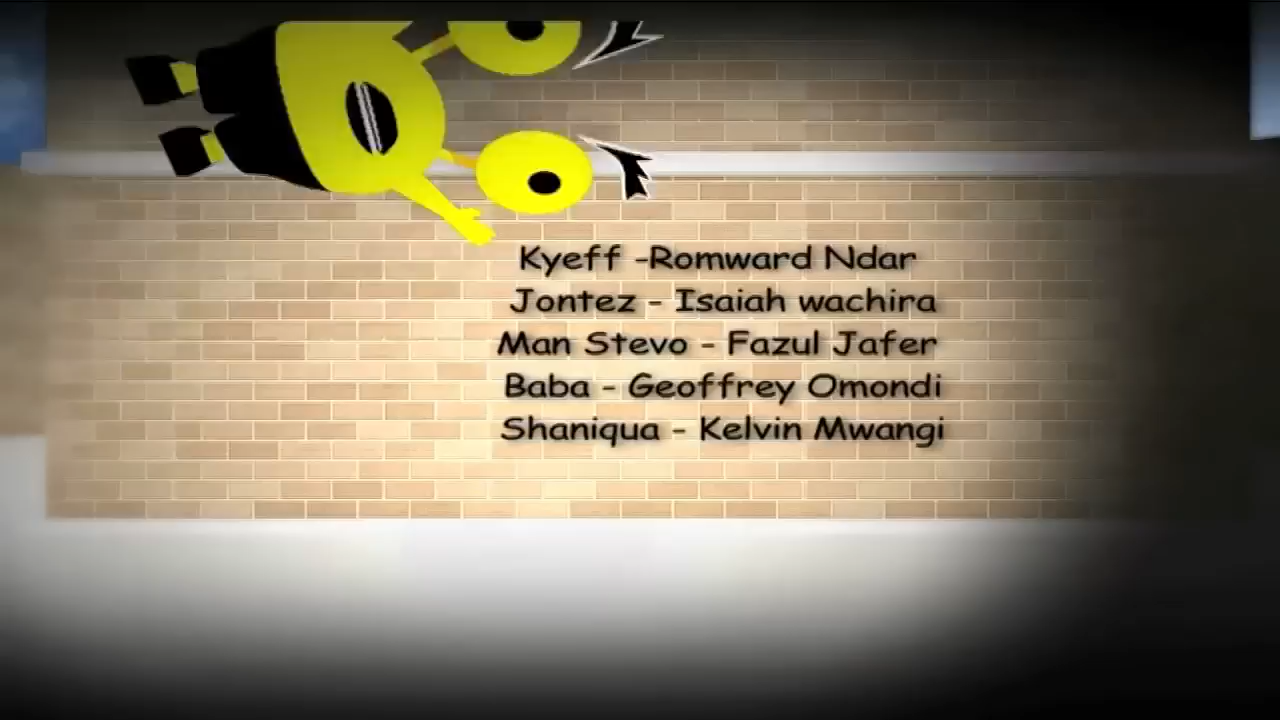 Kyeff -Romward Ndar
Jontez - Isaiah wachira
Man Stevo - Fazul Jafer
Baba - Geoffrey Omondi
Shaniqua - Kelvin Mwangi